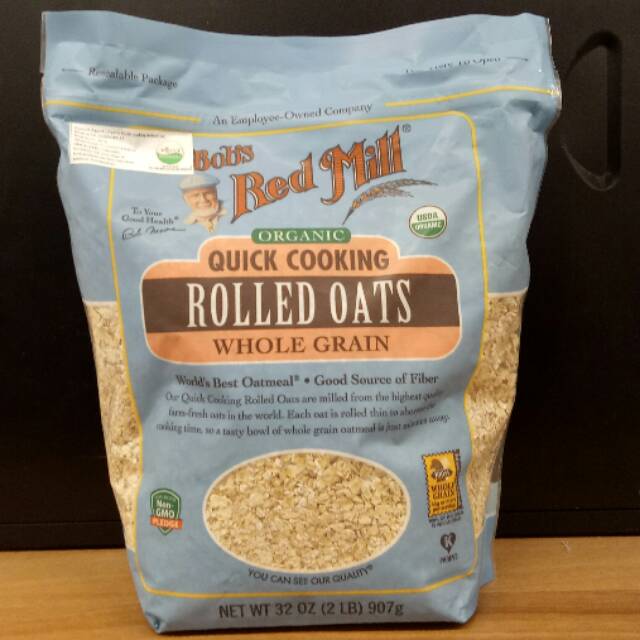 Resealable Package
An Employee-Owned Company
Bob's
Red Mill®
To Your
Good Health®
Bob Moore
USDA
ORGANIC
ORGANIC
QUICK COOKING
ROLLED OATS
WHOLE GRAIN
World's Best Oatmeal® • Good Source of Fiber
Our Quick Cooking Rolled Oats are milled from the highest quality
farm-fresh oats in the world. Each oat is rolled thin to
cooking time, so a tasty bowl of whole grain oatmeal is just minutes away.
WHOLE
GRAIN
Non-
GMO
PLEDGE
YOU CAN SEE OUR QUALITY®
NET WT 32 OZ (2 LB) 907g